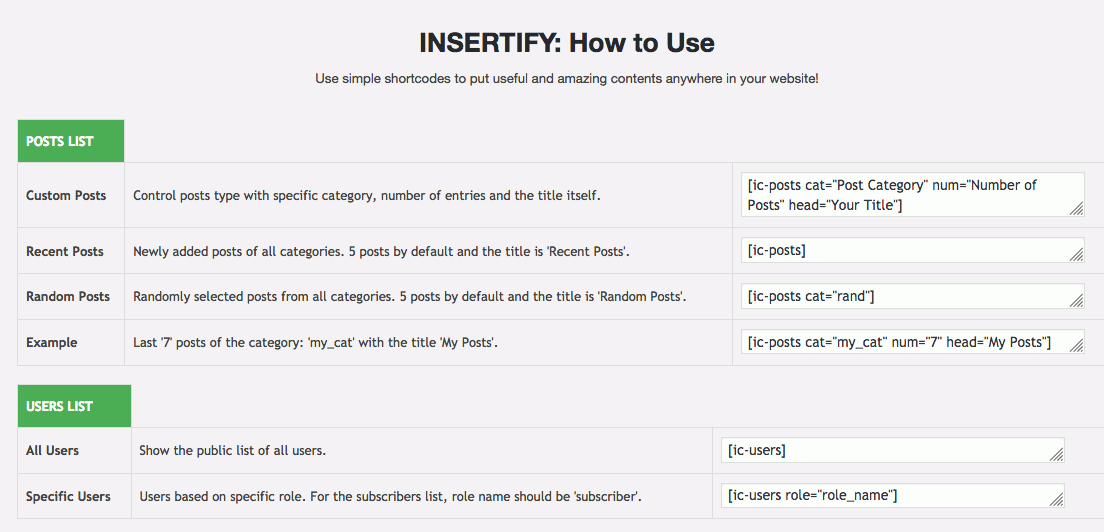 INSERTIFY: How to Use
Use simple shortcodes to put useful and amazing contents anywhere in your website!
POSTS LIST
Custom Posts
Control posts type with specific category, number of entries and the title itself.
[ic-posts cat="Post Category" num="Number of
Posts" head="Your Title"]
Recent Posts
Newly added posts of all categories. 5 posts by default and the title is 'Recent Posts'.
[ic-posts]
Random Posts
Randomly selected posts from all categories. 5 posts by default and the title is 'Random Posts'.
[ic-posts cat="rand"]
Example
Last '7' posts of the category: 'my_cat' with the title 'My Posts'.
[ic-posts cat="my_cat" num="7" head="My Posts"]
USERS LIST
All Users
Show the public list of all users.
[ic-users]
Specific Users
Users based on specific role. For the subscribers list, role name should be 'subscriber'.
[ic-users role="role_name"]